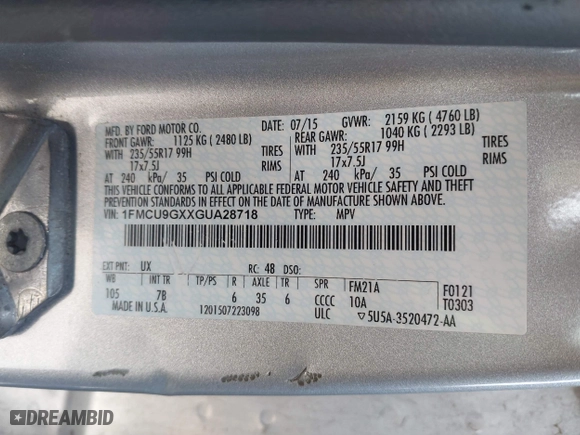 MFD. BY FORD MOTOR CO. DATE: 07/15 GVWR: 2159 KG ( 4760 LB)
FRONT GAWR: 1125 KG ( 2480 LB) REAR GAWR: 1040 KG ( 2293 LB)
WITH 235/55R17 99H TIRES WITH 235/55R17 99H TIRES
17x7.5J RIMS 17x7.5J RIMS
AT 240 kPa/ 35 PSI COLD AT 240 kPa/ 35 PSI COLD
THIS VEHICLE CONFORMS TO ALL APPLICABLE FEDERAL MOTOR VEHICLE SAFETY AND THEFT
PREVENTION STANDARDS IN EFFECT ON THE DATE OF MANUFACTURE SHOWN ABOVE.
VIN: 1FMCU9GXXGUA28718 TYPE: MPV
EXT PNT: UX RC: 48 DSO:
WB INT TR TP/PS R AXLE TR SPR FM21A F0121
105 7B 6 35 6 CCCC 10A T0303
MADE IN U.S.A. 1201507223098 ULC ▽5U5A-3520472-AA
DREAMBID